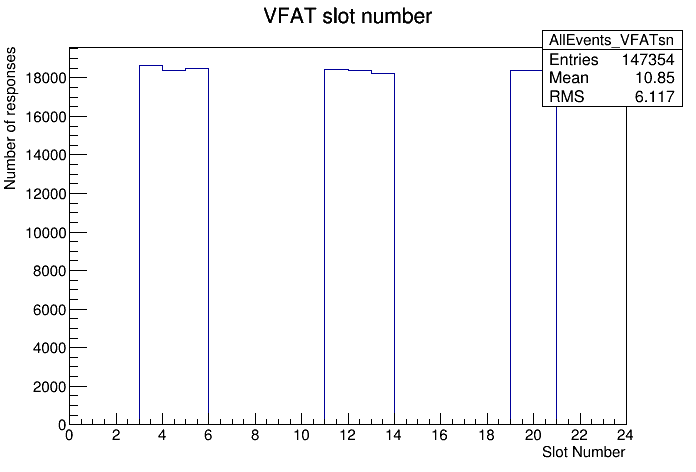 VFAT slot number
AllEvents_VFATsn
Entries 147354
Mean 10.85
RMS 6.117
Number of responses
18000
16000
14000
12000
10000
8000
6000
4000
2000
0
0 2 4 6 8 10 12 14 16 18 20 22 24
Slot Number